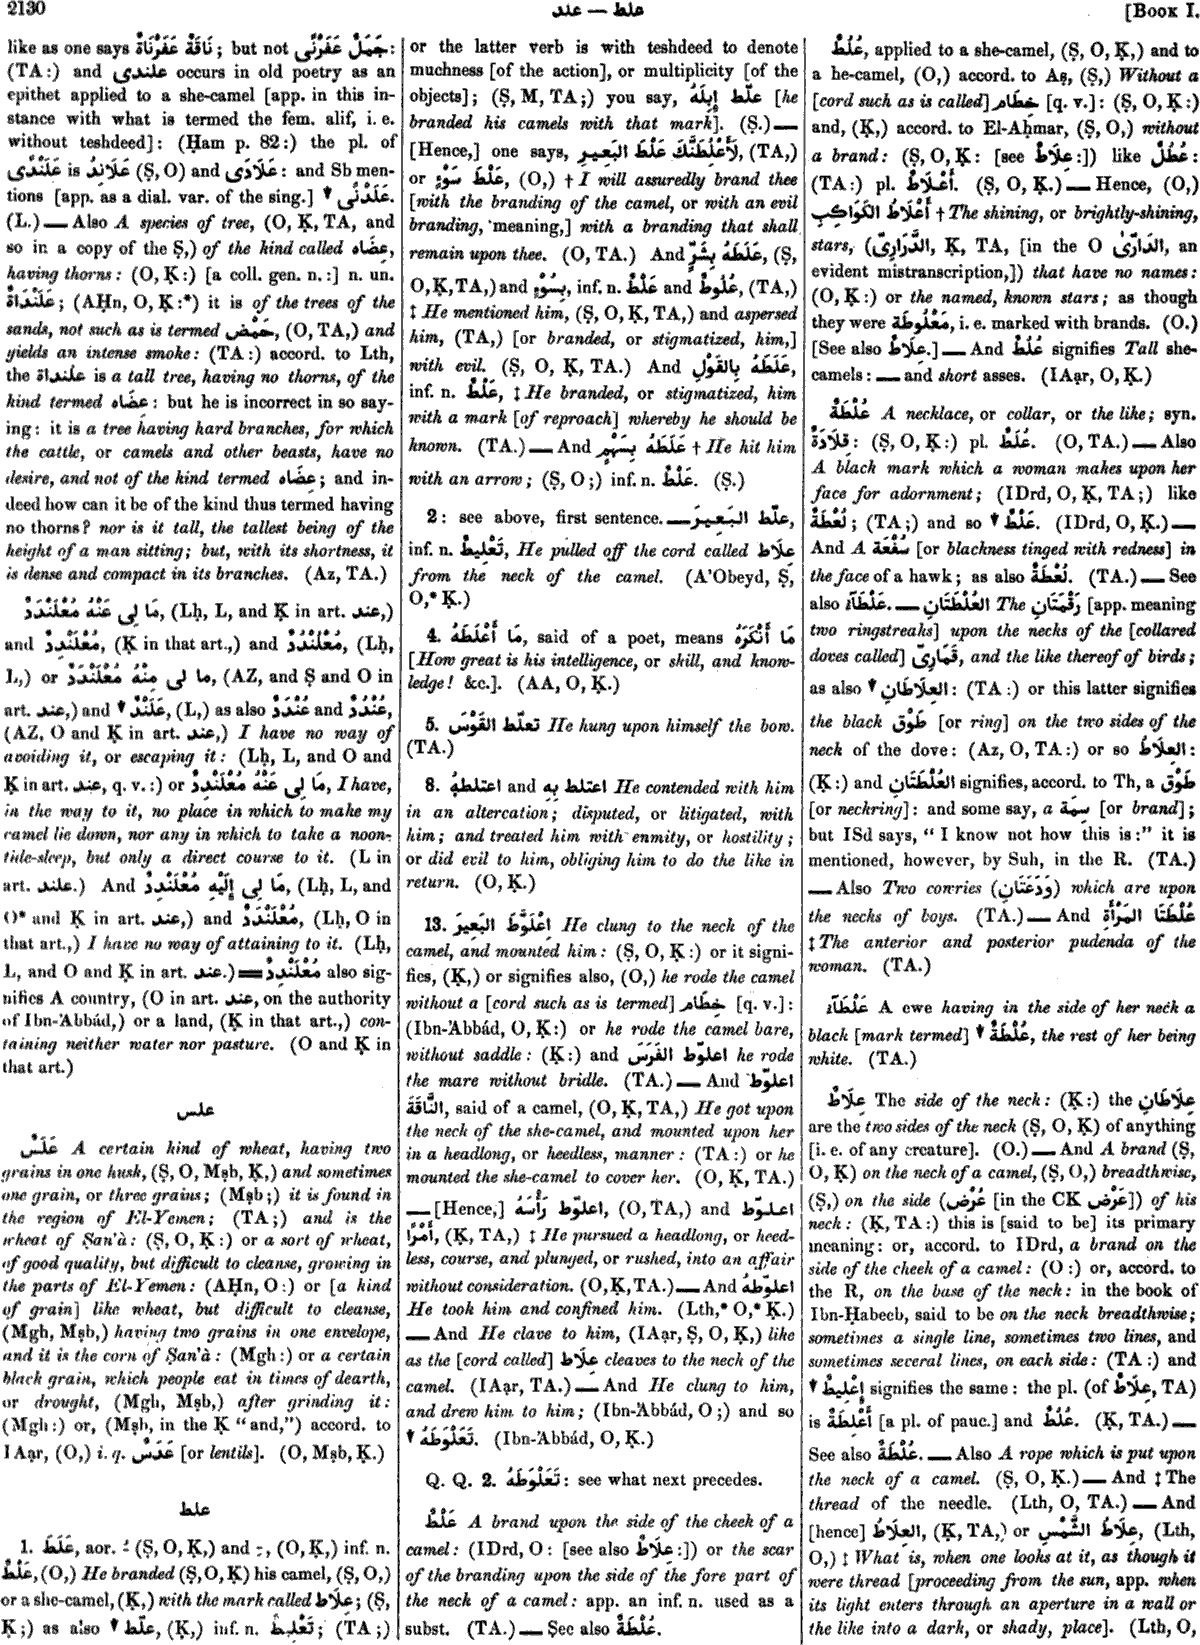 2130
علط — علد
[Book I.
like as one says نَاقَةٌ عَفَرْنَاةٌ; but not جَمَلٌ عَفَرْنًى:
(TA:) and علندى occurs in old poetry as an
epithet applied to a she-camel [app. in this in-
stance with what is termed the fem. alif, i. e.
without teshdeed]: (Ḥam p. 82:) the pl. of
عَلَنْدًى is عَلَانِدُ (Ṣ, O) and عَلَادَى: and Sb men-
tions [app. as a dial. var. of the sing.] ▼ عَلَدْنًى.
(L.) — Also A species of tree, (O, Ḳ, TA, and
so in a copy of the Ṣ,) of the kind called عِضَاه,
having thorns: (O, Ḳ:) [a coll. gen. n.:] n. un.
عَلَنْدَاةٌ; (AḤn, O, Ḳ:*) it is of the trees of the
sands, not such as is termed حَمْض, (O, TA,) and
yields an intense smoke: (TA:) accord. to Lth,
the علنداة is a tall tree, having no thorns, of the
kind termed عضاه: but he is incorrect in so say-
ing: it is a tree having hard branches, for which
the cattle, or camels and other beasts, have no
desire, and not of the kind termed عضاه; and in-
deed how can it be of the kind thus termed having
no thorns? nor is it tall, the tallest being of the
height of a man sitting; but, with its shortness, it
is dense and compact in its branches. (Az, TA.)
مَا لِى عَنْهُ مُعْلَنْدَدٌ, (Lḥ, L, and Ḳ in art. عند,)
and مُعْلَنْدِدٌ, (Ḳ in that art.,) and مُعْلَنْدُدٌ, (Lḥ,
L,) or ما لى مِنْهُ مُعْلَنْدَدٌ, (AZ, and Ṣ and O in
art. عند,) and ▼ عَلَنْدٌ, (L,) as also عُنْدَدٌ and عُنْدُدٌ,
(AZ, O and Ḳ in art. عند,) I have no way of
avoiding it, or escaping it: (Lḥ, L, and O and
Ḳ in art. عند, q. v.:) or مَا لِى عَنْهُ مُعْلَنْدِدٌ, I have,
in the way to it, no place in which to make my
camel lie down, nor any in which to take a noon-
tide-sleep, but only a direct course to it. (L in
art. علند.) And مَا لِى إِلَيْهِ مُعْلَنْدِدٌ, (Lḥ, L, and
O* and Ḳ in art. عند,) and مُعْلَنْدَدٌ, (Lḥ, O in
that art.,) I have no way of attaining to it. (Lḥ,
L, and O and Ḳ in art. عند.) = مُعْلَنْدِدٌ also sig-
nifies A country, (O in art. عند, on the authority
of Ibn-'Abbád,) or a land, (Ḳ in that art.,) con-
taining neither water nor pasture. (O and Ḳ in
that art.)
علس
عَلَسٌ A certain kind of wheat, having two
grains in one husk, (Ṣ, O, Mṣb, Ḳ,) and sometimes
one grain, or three grains; (Mṣb;) it is found in
the region of El-Yemen; (TA;) and is the
wheat of Ṣan'à: (Ṣ, O, Ḳ:) or a sort of wheat,
of good quality, but difficult to cleanse, growing in
the parts of El-Yemen: (AḤn, O:) or [a kind
of grain] like wheat, but difficult to cleanse,
(Mgh, Mṣb,) having two grains in one envelope,
and it is the corn of Ṣan'à: (Mgh:) or a certain
black grain, which people eat in times of dearth,
or drought, (Mgh, Mṣb,) after grinding it:
(Mgh:) or, (Mṣb, in the Ḳ "and,") accord. to
IAạr, (O,) i. q. عَدَسٌ [or lentils]. (O, Mṣb, Ḳ.)
علط
1. عَلَطَ, aor. ـُ (Ṣ, O, Ḳ,) and ـِ, (O, Ḳ,) inf. n.
عَلْطٌ, (O,) He branded (Ṣ, O, Ḳ) his camel, (Ṣ, O,)
or a she-camel, (Ḳ,) with the mark called عِلَاط; (Ṣ,
Ḳ;) as also ▼ علّط, (Ḳ,) inf. n. تَعْلِيطٌ; (TA;)
or the latter verb is with teshdeed to denote
muchness [of the action], or multiplicity [of the
objects]; (Ṣ, M, TA;) you say, علّط إِبِلَهُ [he
branded his camels with that mark]. (Ṣ.) —
[Hence,] one says, لَأَعْلِطَنَّكَ عَلْطَ البَعِيرِ, (TA,)
or عَلْطَ سَوْءٍ, (O,) † I will assuredly brand thee
[with the branding of the camel, or with an evil
branding, meaning,] with a branding that shall
remain upon thee. (O, TA.) And عَلَطَهُ بِشَرٍّ, (Ṣ,
O, Ḳ, TA,) and بِسُوْءٍ, inf. n. عَلْطٌ and عُلُوطٌ, (TA,)
‡ He mentioned him, (Ṣ, O, Ḳ, TA,) and aspersed
him, (TA,) [or branded, or stigmatized, him,]
with evil. (Ṣ, O, Ḳ, TA.) And عَلَطَهُ بِالقَوْلِ,
inf. n. عَلْطٌ, ‡ He branded, or stigmatized, him
with a mark [of reproach] whereby he should be
known. (TA.) — And عَلَطَهُ بِسَهْمٍ † He hit him
with an arrow; (Ṣ, O;) inf. n. عَلْطٌ. (Ṣ.)
2: see above, first sentence. — علّط البَعِيرَ,
inf. n. تَعْلِيطٌ, He pulled off the cord called عِلَاط
from the neck of the camel. (A'Obeyd, Ṣ,
O,* Ḳ.)
4. مَا أَعْلَطَهُ, said of a poet, means مَا أَنْكَرَهُ
[How great is his intelligence, or skill, and know-
ledge! &c.]. (AA, O, Ḳ.)
5. تعلّط القَوْسَ He hung upon himself the bow.
(TA.)
8. اعتلطهُ and اعتلط بِهِ He contended with him
in an altercation; disputed, or litigated, with
him; and treated him with enmity, or hostility;
or did evil to him, obliging him to do the like in
return. (O, Ḳ.)
13. اعْلَوَّطَ البَعِيرَ He clung to the neck of the
camel, and mounted him: (Ṣ, O, Ḳ:) or it signi-
fies, (Ḳ,) or signifies also, (O,) he rode the camel
without a [cord such as is termed] خِطَام [q. v.]:
(Ibn-'Abbád, O, Ḳ:) or he rode the camel bare,
without saddle: (Ḳ:) and اعلوّط الفَرَسَ he rode
the mare without bridle. (TA.) — And اعلوّط
النَّاقَةَ, said of a camel, (O, Ḳ, TA,) He got upon
the neck of the she-camel, and mounted upon her
in a headlong, or heedless, manner: (TA:) or he
mounted the she-camel to cover her. (O, Ḳ, TA.)
— [Hence,] اعلوّط رَأْسَهُ, (O, TA,) and اعلوّط
أَمْرًا, (Ḳ, TA,) ‡ He pursued a headlong, or heed-
less, course, and plunged, or rushed, into an affair
without consideration. (O, Ḳ, TA.) — And اعلوّطهُ
He took him and confined him. (Lth,* O,* Ḳ.)
— And He clave to him, (IAạr, Ṣ, O, Ḳ,) like
as the [cord called] عِلَاط cleaves to the neck of the
camel. (IAạr, TA.) — And He clung to him,
and drew him to him; (Ibn-'Abbád, O;) and so
▼ تَعَلْوَطَهُ. (Ibn-'Abbád, O, Ḳ.)
Q. Q. 2. تَعَلْوَطَهُ: see what next precedes.
عَلْطٌ A brand upon the side of the cheek of a
camel: (IDrd, O: [see also عِلَاطٌ:]) or the scar
of the branding upon the side of the fore part of
the neck of a camel: app. an inf. n. used as a
subst. (TA.) — See also عُلْطَةٌ.
عُلُطٌ, applied to a she-camel, (Ṣ, O, Ḳ,) and to
a he-camel, (O,) accord. to Aṣ, (Ṣ,) Without a
[cord such as is called] خِطَام [q. v.]: (Ṣ, O, Ḳ:)
and, (Ḳ,) accord. to El-Aḥmar, (Ṣ, O,) without
a brand: (Ṣ, O, Ḳ: [see عِلَاطٌ:]) like عُطُلٌ:
(TA:) pl. أَعْلَاطٌ. (Ṣ, O, Ḳ.) — Hence, (O,)
أَعْلَاطُ الكَوَاكِبِ † The shining, or brightly-shining,
stars, (الدَّرَارِىّ, Ḳ, TA, [in the O الدَّارِىّ, an
evident mistranscription,]) that have no names:
(O, Ḳ:) or the named, known stars; as though
they were مَعْلُوطَة, i. e. marked with brands. (O.)
[See also عِلَاطٌ.] — And عُلُطٌ signifies Tall she-
camels: — and short asses. (IAạr, O, Ḳ.)
عُلْطَةٌ A necklace, or collar, or the like; syn.
قِلَادَةٌ: (Ṣ, O, Ḳ:) pl. عُلَطٌ. (O, TA.) — Also
A black mark which a woman makes upon her
face for adornment; (IDrd, O, Ḳ, TA;) like
لُعْطَةٌ; (TA;) and so ▼ عَلْطٌ. (IDrd, O, Ḳ.) —
And A سُفْعَة [or blackness tinged with redness] in
the face of a hawk; as also لُعْطَةٌ. (TA.) — See
also عَلْطَآءُ. — العُلْطَتَانِ The رَقْمَتَانِ [app. meaning
two ringstreaks] upon the necks of the [collared
doves called] قَمَارِىّ, and the like thereof of birds;
as also ▼ العِلَاطَانِ: (TA:) or this latter signifies
the black طَوْق [or ring] on the two sides of the
neck of the dove: (Az, O, TA:) or so العِلَاطُ:
(Ḳ:) and العُلْطَتَانِ signifies, accord. to Th, a طَوْق
[or neckring]: and some say, a سِمَة [or brand];
but ISd says, "I know not how this is:" it is
mentioned, however, by Suh, in the R. (TA.)
— Also Two cowries (وَدَعَتَانِ) which are upon
the necks of boys. (TA.) — And عُلْطَتَا المَرْأَةِ
‡ The anterior and posterior pudenda of the
woman. (TA.)
عَلْطَآءُ A ewe having in the side of her neck a
black [mark termed] ▼ عُلْطَةٌ, the rest of her being
white. (TA.)
عِلَاطٌ The side of the neck: (Ḳ:) the عِلَاطَانِ
are the two sides of the neck (Ṣ, O, Ḳ) of anything
[i. e. of any creature]. (O.) — And A brand (Ṣ,
O, Ḳ) on the neck of a camel, (Ṣ, O,) breadthwise,
(Ṣ,) on the side (عُرْض [in the CK عَرْض]) of his
neck: (Ḳ, TA:) this is [said to be] its primary
meaning: or, accord. to IDrd, a brand on the
side of the cheek of a camel: (O:) or, accord. to
the R, on the base of the neck: in the book of
Ibn-Ḥabeeb, said to be on the neck breadthwise;
sometimes a single line, sometimes two lines, and
sometimes several lines, on each side: (TA:) and
▼ إِعْلِيطٌ signifies the same: the pl. (of عِلَاطٌ, TA)
is أَعْلِطَةٌ [a pl. of pauc.] and عُلُطٌ. (Ḳ, TA.) —
See also عُلْطَةٌ. — Also A rope which is put upon
the neck of a camel. (Ṣ, O, Ḳ.) — And ‡ The
thread of the needle. (Lth, O, TA.) — And
[hence] العِلَاطُ, (Ḳ, TA,) or عِلَاطُ الشَّمْسِ, (Lth,
O,) ‡ What is, when one looks at it, as though it
were thread [proceeding from the sun, app. when
its light enters through an aperture in a wall or
the like into a dark, or shady, place]. (Lth, O,